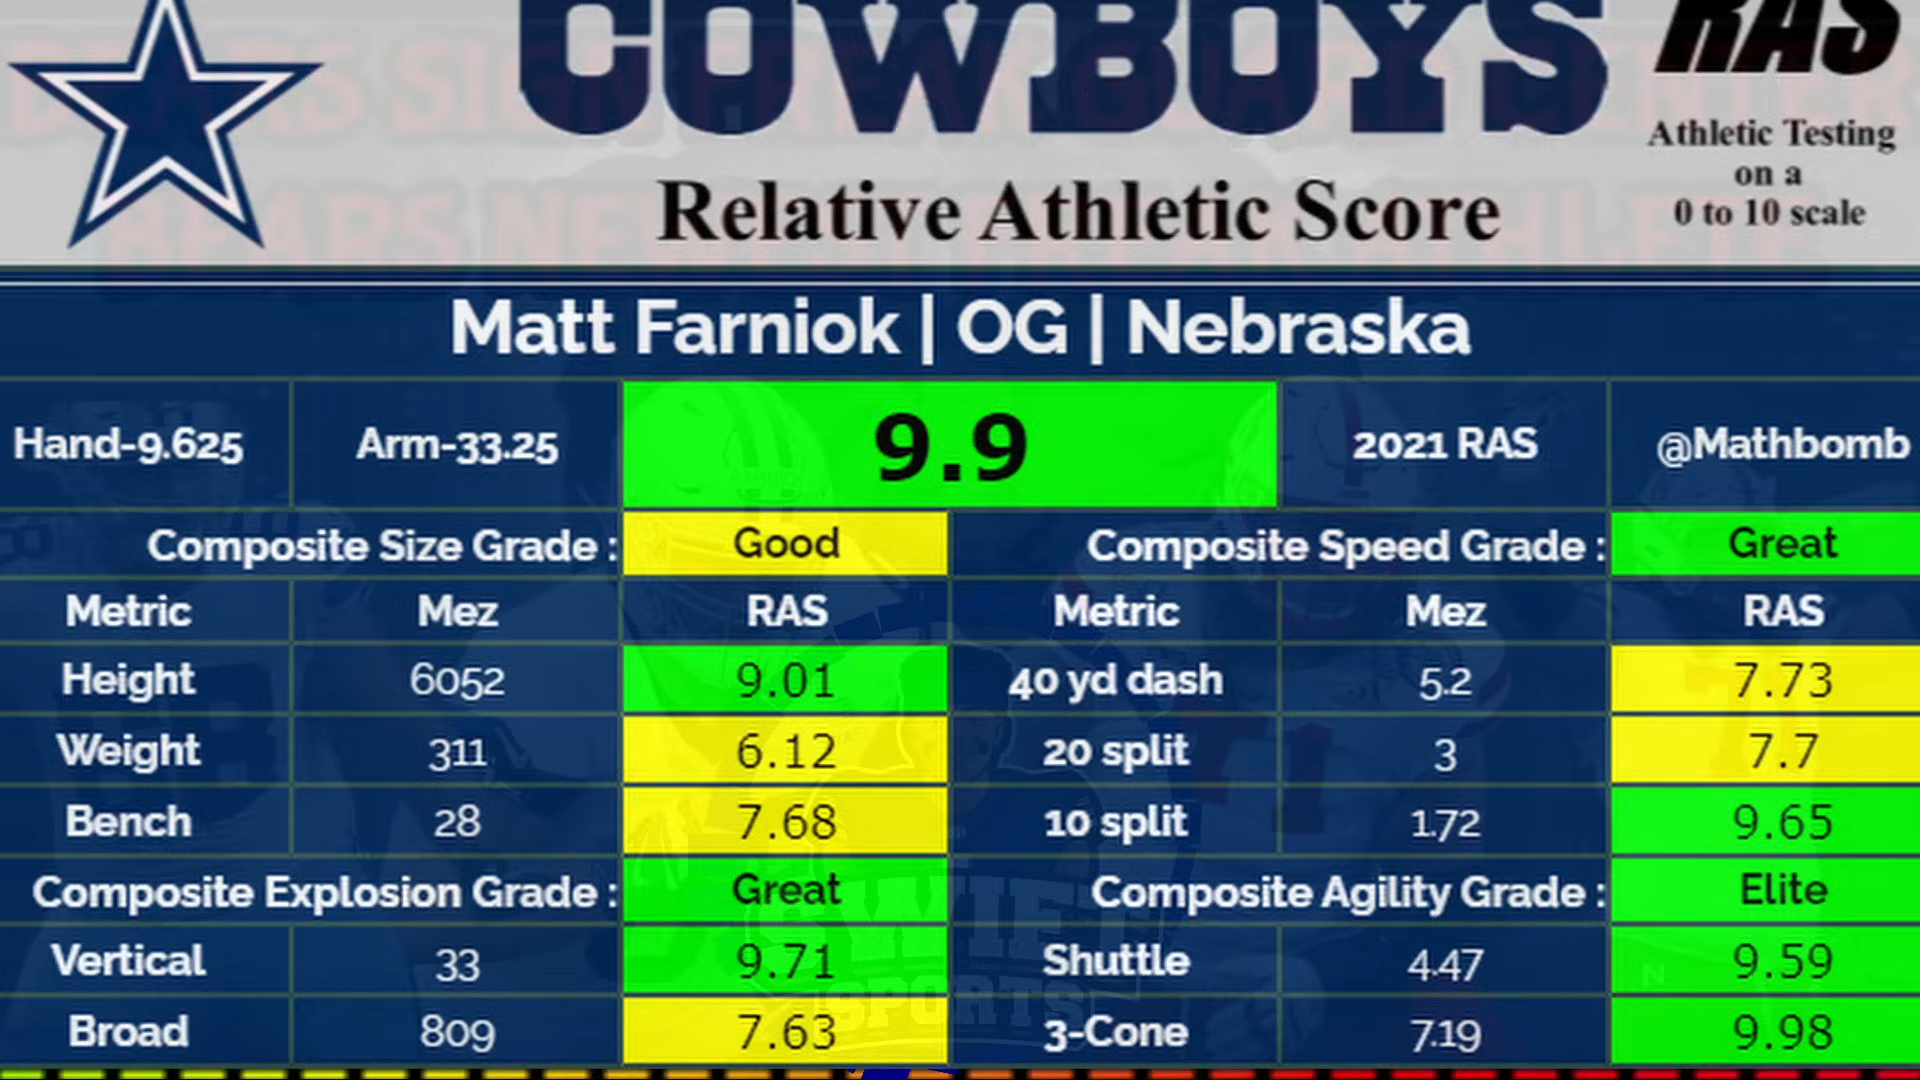 COWBOYS
RAS
Athletic Testing
on a
0 to 10 scale
Relative Athletic Score
Matt Farniok | OG | Nebraska
Hand-9.625 Arm-33.25 9.9 2021 RAS @Mathbomb
Composite Size Grade : Good Composite Speed Grade : Great
Metric Mez RAS Metric Mez RAS
Height 6052 9.01 40 yd dash 5.2 7.73
Weight 311 6.12 20 split 3 7.7
Bench 28 7.68 10 split 1.72 9.65
Composite Explosion Grade : Great Composite Agility Grade : Elite
Vertical 33 9.71 Shuttle 4.47 9.59
Broad 809 7.63 3-Cone 7.19 9.98
SWIFT
SPORTS